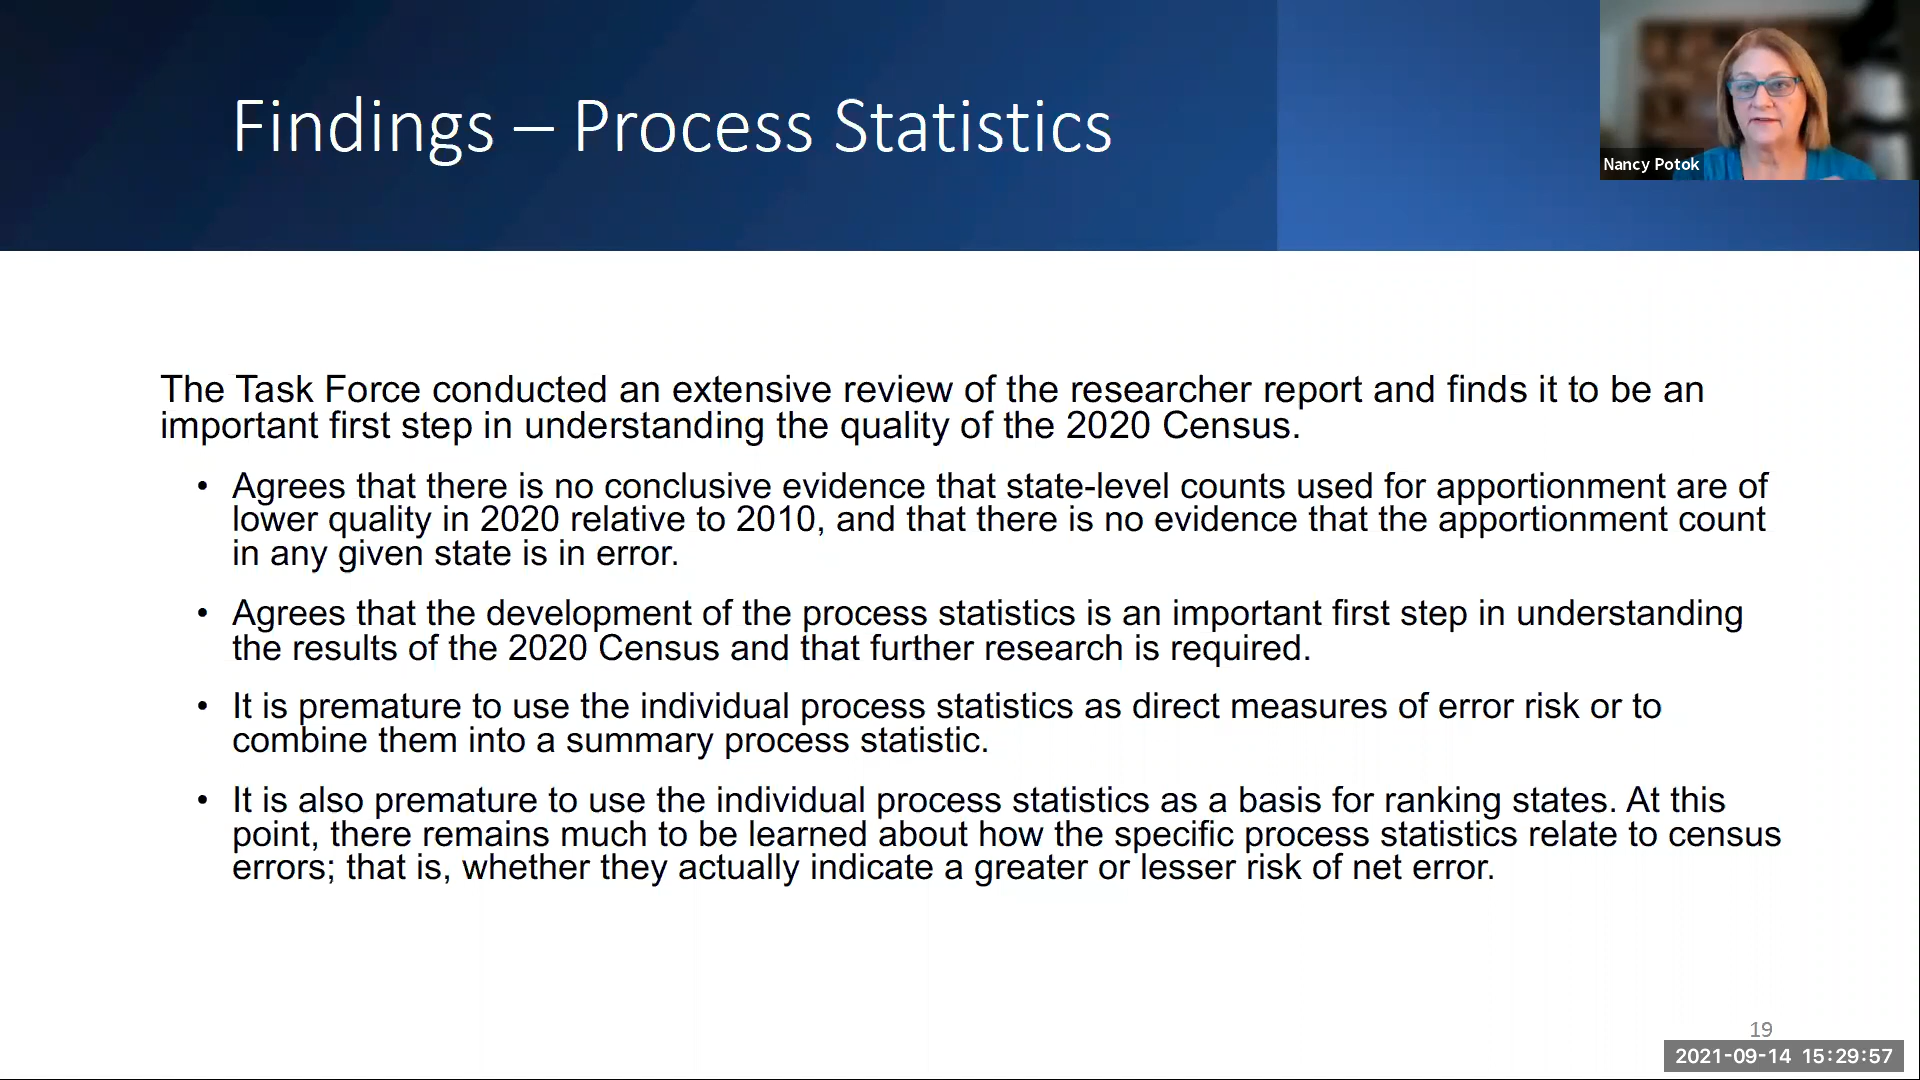 Findings – Process Statistics
Nancy Potok
The Task Force conducted an extensive review of the researcher report and finds it to be an
important first step in understanding the quality of the 2020 Census.
• Agrees that there is no conclusive evidence that state-level counts used for apportionment are of
lower quality in 2020 relative to 2010, and that there is no evidence that the apportionment count
in any given state is in error.
• Agrees that the development of the process statistics is an important first step in understanding
the results of the 2020 Census and that further research is required.
• It is premature to use the individual process statistics as direct measures of error risk or to
combine them into a summary process statistic.
• It is also premature to use the individual process statistics as a basis for ranking states. At this
point, there remains much to be learned about how the specific process statistics relate to census
errors; that is, whether they actually indicate a greater or lesser risk of net error.
19
2021-09-14 15:29:57